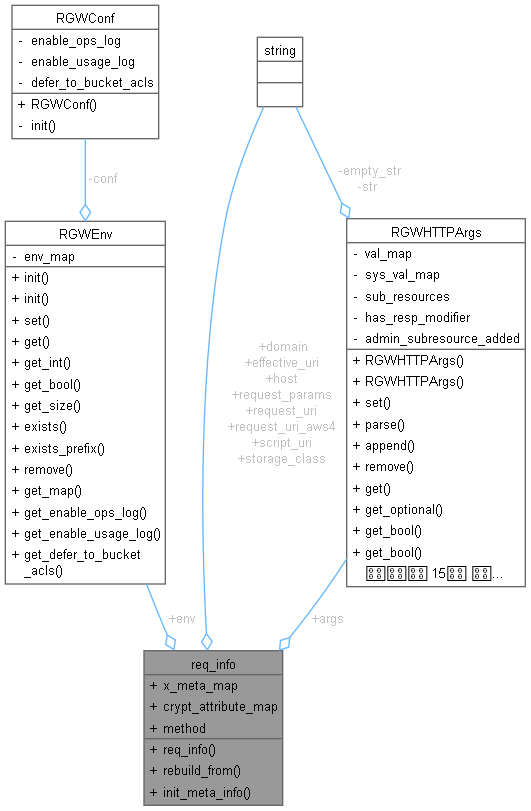 RGWConf
- enable_ops_log
- enable_usage_log
- defer_to_bucket_acls
+ RGWConf()
- init()
string
-conf
-empty_str
-str
RGWEnv
- env_map
+ init()
+ init()
+ set()
+ get()
+ get_int()
+ get_bool()
+ get_size()
+ exists()
+ exists_prefix()
+ remove()
+ get_map()
+ get_enable_ops_log()
+ get_enable_usage_log()
+ get_defer_to_bucket
_acls()
+domain
+effective_uri
+host
+request_params
+request_uri
+request_uri_aws4
+script_uri
+storage_class
RGWHTTPArgs
- val_map
- sys_val_map
- sub_resources
- has_resp_modifier
- admin_subresource_added
+ RGWHTTPArgs()
+ RGWHTTPArgs()
+ set()
+ parse()
+ append()
+ remove()
+ get()
+ get_optional()
+ get_bool()
+ get_bool()
15 ...
+env
+args
req_info
+ x_meta_map
+ crypt_attribute_map
+ method
+ req_info()
+ rebuild_from()
+ init_meta_info()